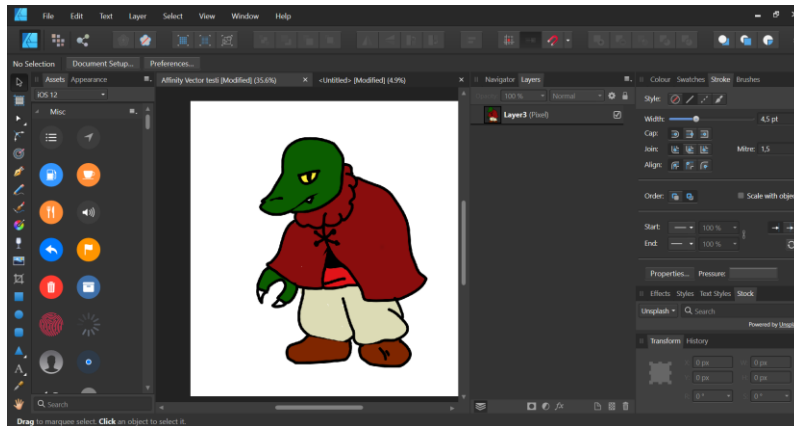 File Edit Text Layer Select View Window Help
No Selection Document Setup... Preferences...
Assets Appearance
iOS 12
Misc
Search
Affinity Vector testi [Modified] (35.6%) × <Untitled> [Modified] (4.9%) ×
Navigator Layers
100 % Normal
Layer3 (Pixel)
Colour Swatches Stroke Brushes
Style:
Width: 4,5 pt
Cap:
Join: Mitre: 1,5
Align:
Order: Scale with objec
Start: 100 %
End: 100 %
Properties... Pressure:
Effects Styles Text Styles Stock
Unsplash Search
Powered by Unspl
Transform History
0 px 0 px
0 px 0 px
0 ° 0 °
Drag to marquee select. Click an object to select it.